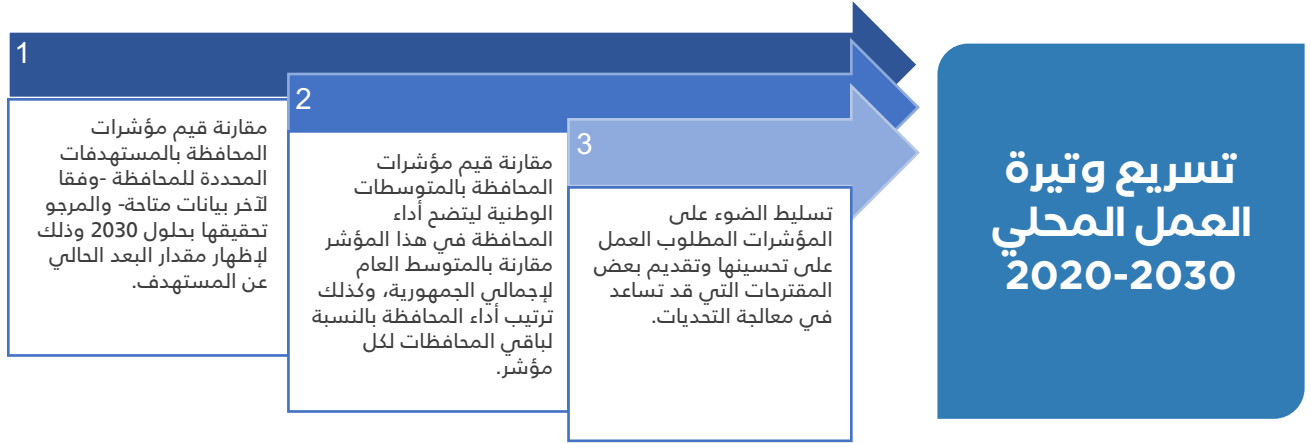 1
مقارنة قيم مؤشرات
المحافظة بالمستهدفات
المحددة للمحافظة -وفقا
لآخر بيانات متاحة- والمرجو
تحقيقها بحلول 2030 وذلك
لإظهار مقدار البعد الحالي
عن المستهدف.
2
مقارنة قيم مؤشرات
المحافظة بالمتوسطات
الوطنية ليتضح أداء
المحافظة في هذا المؤشر
مقارنة بالمتوسط العام
لإجمالي الجمهورية، وكذلك
ترتيب أداء المحافظة بالنسبة
لباقي المحافظات لكل
مؤشر.
3
تسليط الضوء على
المؤشرات المطلوب العمل
على تحسينها وتقديم بعض
المقترحات التي قد تساعد
في معالجة التحديات.
تسريع وتيرة
العمل المحلي
2020-2030